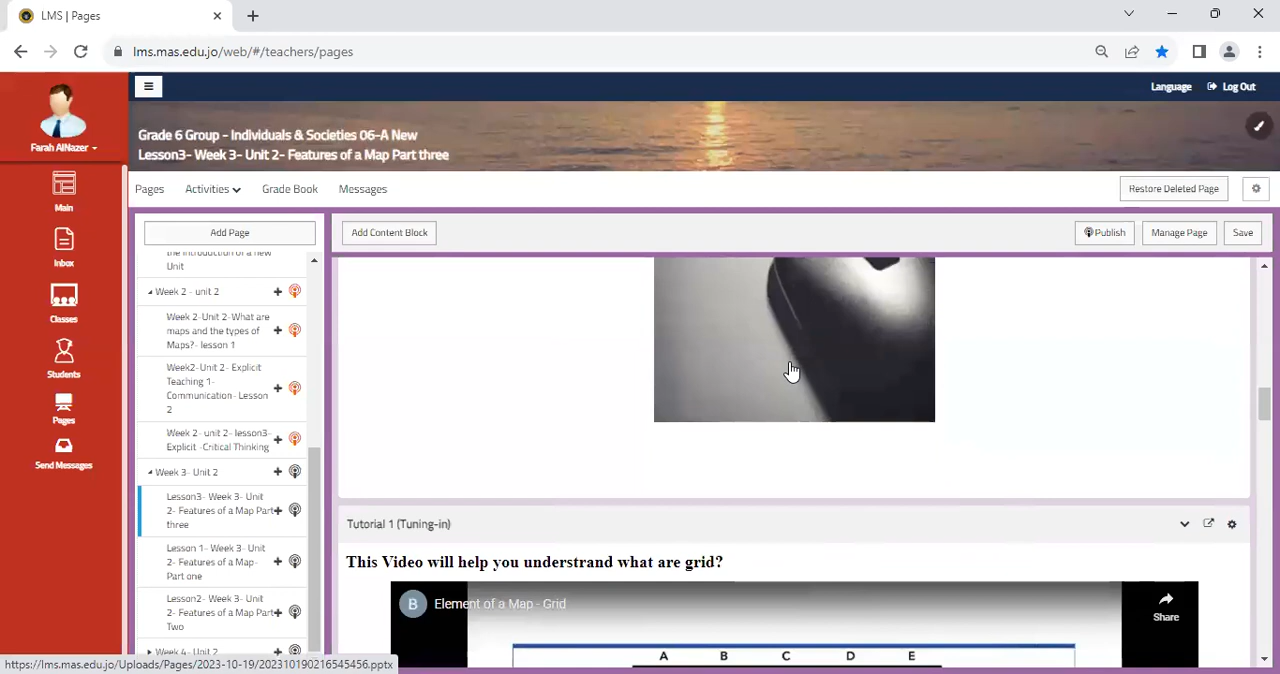 LMS | Pages
lms.mas.edu.jo/web/#/teachers/pages
Language
Log Out
Farah AlNazer
Grade 6 Group - Individuals & Societies 06-A New
Lesson3- Week 3- Unit 2- Features of a Map Part three
Pages
Activities
Grade Book
Messages
Restore Deleted Page
Main
Inbox
Classes
Students
Pages
Send Messages
Add Page
Add Content Block
Publish
Manage Page
Save
the introduction of a new
Unit
Week 2 - unit 2
Week 2-Unit 2-What are
maps and the types of
Maps?- lesson 1
Week2-Unit 2- Explicit
Teaching 1-
Communication- Lesson
2
Week 2- unit 2- lesson3-
Explicit -Critical Thinking
Week 3- Unit 2
Lesson3- Week 3- Unit
2- Features of a Map Part
three
Lesson 1- Week 3- Unit
2- Features of a Map-
Part one
Lesson2- Week 3- Unit
2- Features of a Map Part
Two
Week 4- Unit 2
Tutorial 1 (Tuning-in)
This Video will help you understrand what are grid?
B
Element of a Map - Grid
Share
A B C D E
https://lms.mas.edu.jo/Uploads/Pages/2023-10-19/202310190216545456.pptx